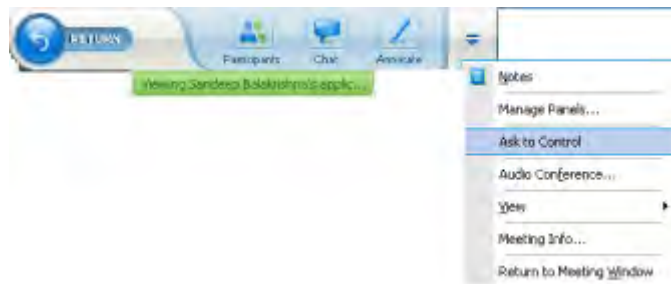 RETURN
Participants Chat Annotate
Viewing Sandeep Balakrishna's applic...
Notes
Manage Panels...
Ask to Control
Audio Conference...
View
Meeting Info...
Return to Meeting Window